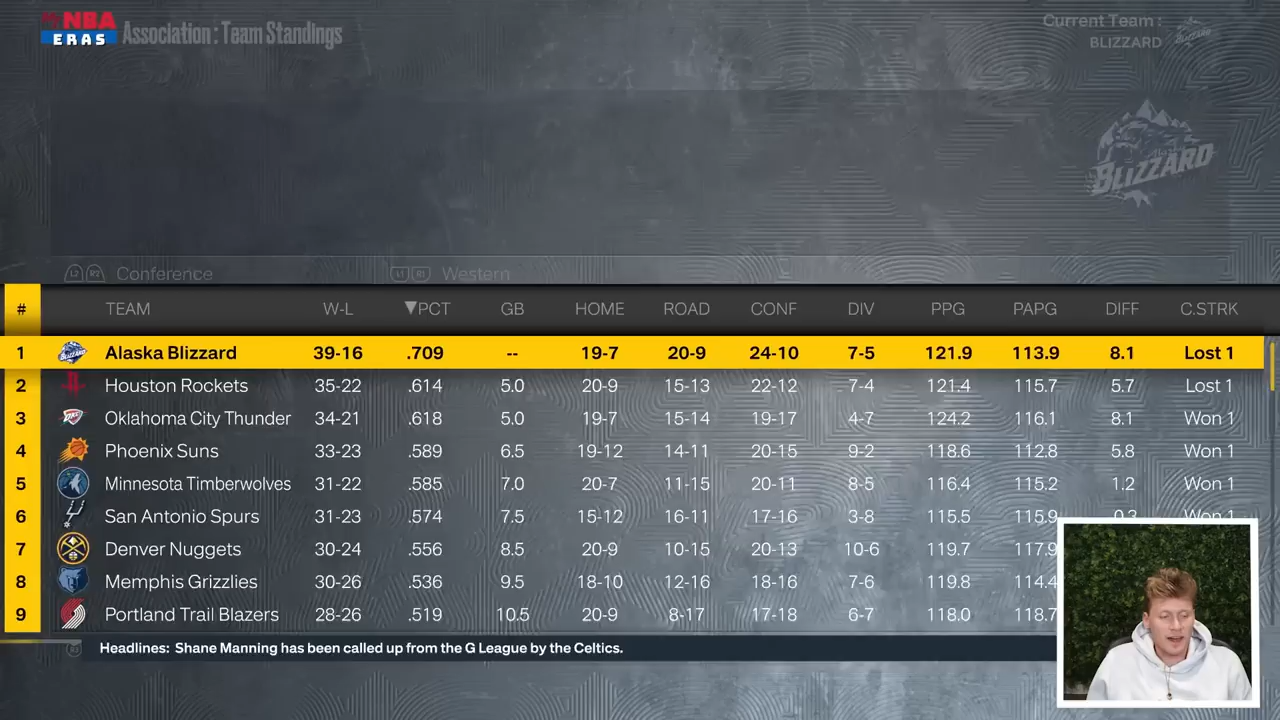 NBA
ERAS
Association : Team Standings
Current Team :
BLIZZARD
BLIZZARD
BLIZZARD
L2 R2 Conference L1 R1 Western
# TEAM W-L ▼PCT GB HOME ROAD CONF DIV PPG PAPG DIFF C.STRK
1 Alaska Blizzard 39-16 .709 -- 19-7 20-9 24-10 7-5 121.9 113.9 8.1 Lost 1
2 Houston Rockets 35-22 .614 5.0 20-9 15-13 22-12 7-4 121.4 115.7 5.7 Lost 1
3 Oklahoma City Thunder 34-21 .618 5.0 19-7 15-14 19-17 4-7 124.2 116.1 8.1 Won 1
4 Phoenix Suns 33-23 .589 6.5 19-12 14-11 20-15 9-2 118.6 112.8 5.8 Won 1
5 Minnesota Timberwolves 31-22 .585 7.0 20-7 11-15 20-11 8-5 116.4 115.2 1.2 Won 1
6 San Antonio Spurs 31-23 .574 7.5 15-12 16-11 17-16 3-8 115.5 115.9 Won 1
7 Denver Nuggets 30-24 .556 8.5 20-9 10-15 20-13 10-6 119.7 117.9
8 Memphis Grizzlies 30-26 .536 9.5 18-10 12-16 18-16 7-6 119.8 114.4
9 Portland Trail Blazers 28-26 .519 10.5 20-9 8-17 17-18 6-7 118.0 118.7
R3 Headlines: Shane Manning has been called up from the G League by the Celtics.